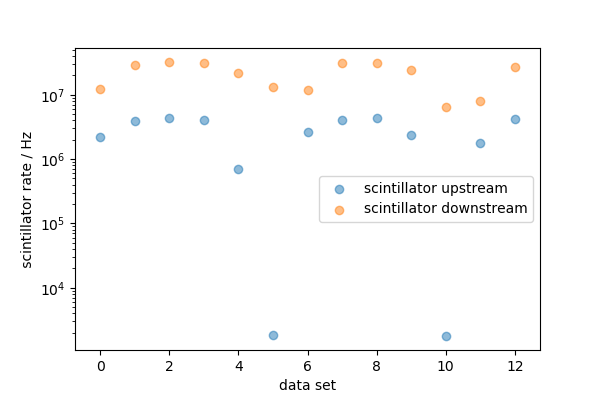 10^7
10^6
10^5
10^4
scintillator rate / Hz
scintillator upstream
scintillator downstream
0 2 4 6 8 10 12
data set